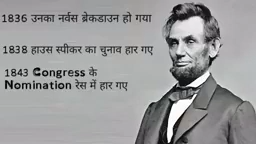 1836 उनका नर्वस ब्रेकडाउन हो गया
1838 हाउस स्पीकर का चुनाव हार गए
1843 Congress के
Nomination रेस में हार गए